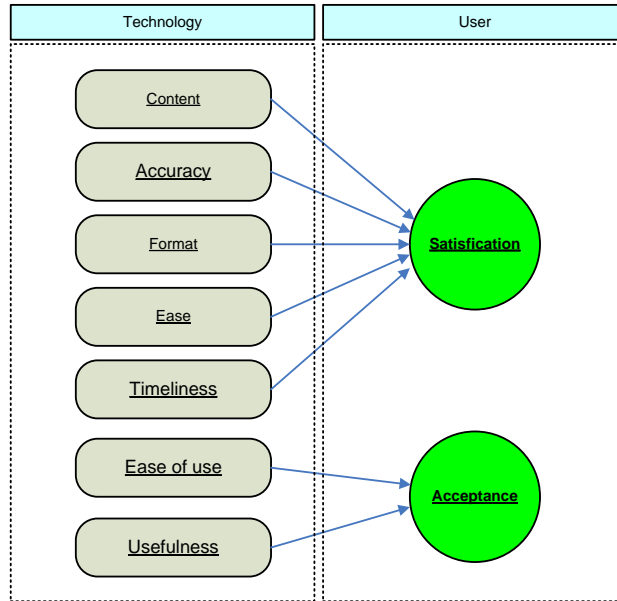 Technology
User
Content
Accuracy
Format
Ease
Timeliness
Ease of use
Usefulness
Satisfication
Acceptance